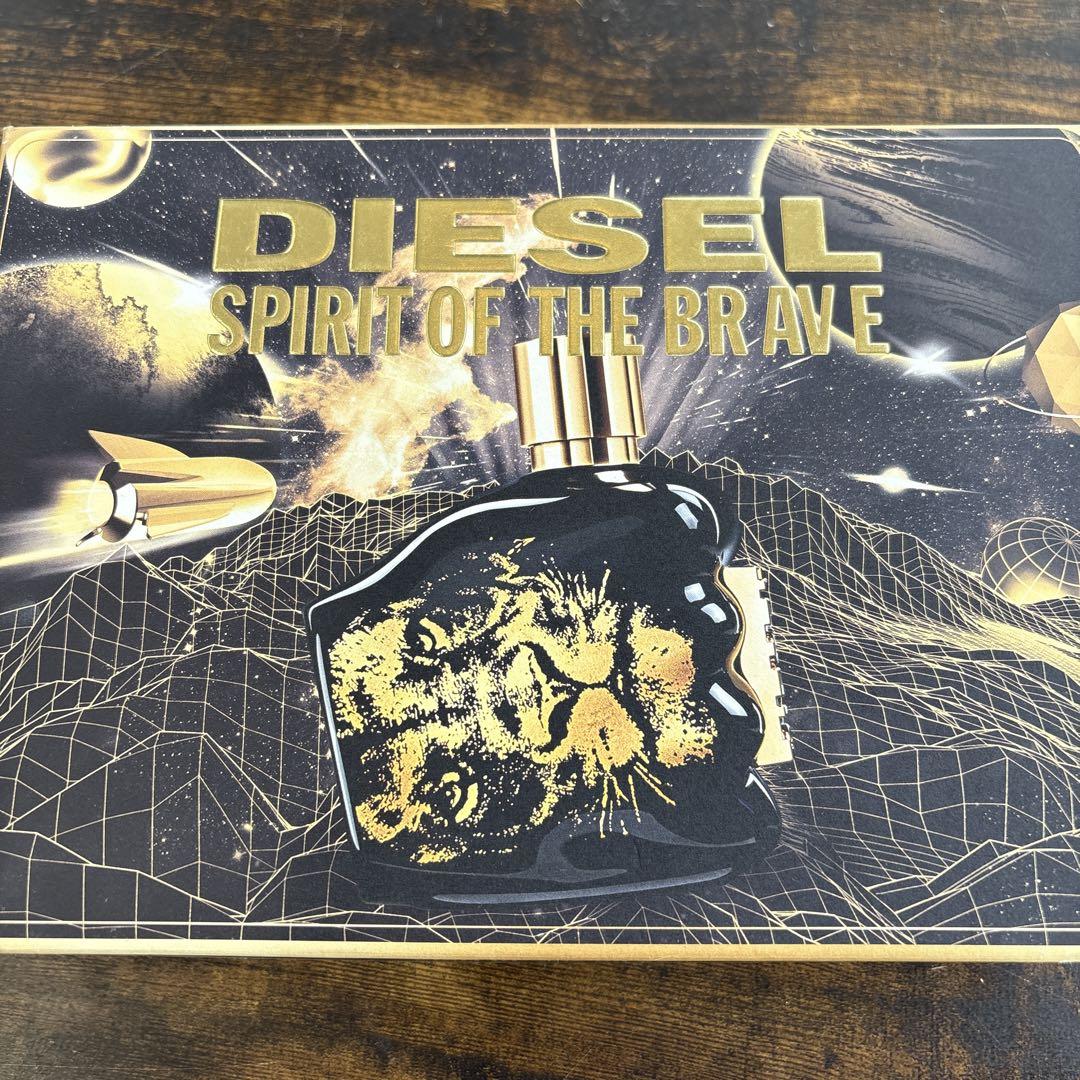 DIESEL
SPIRIT OF THE BRAVE